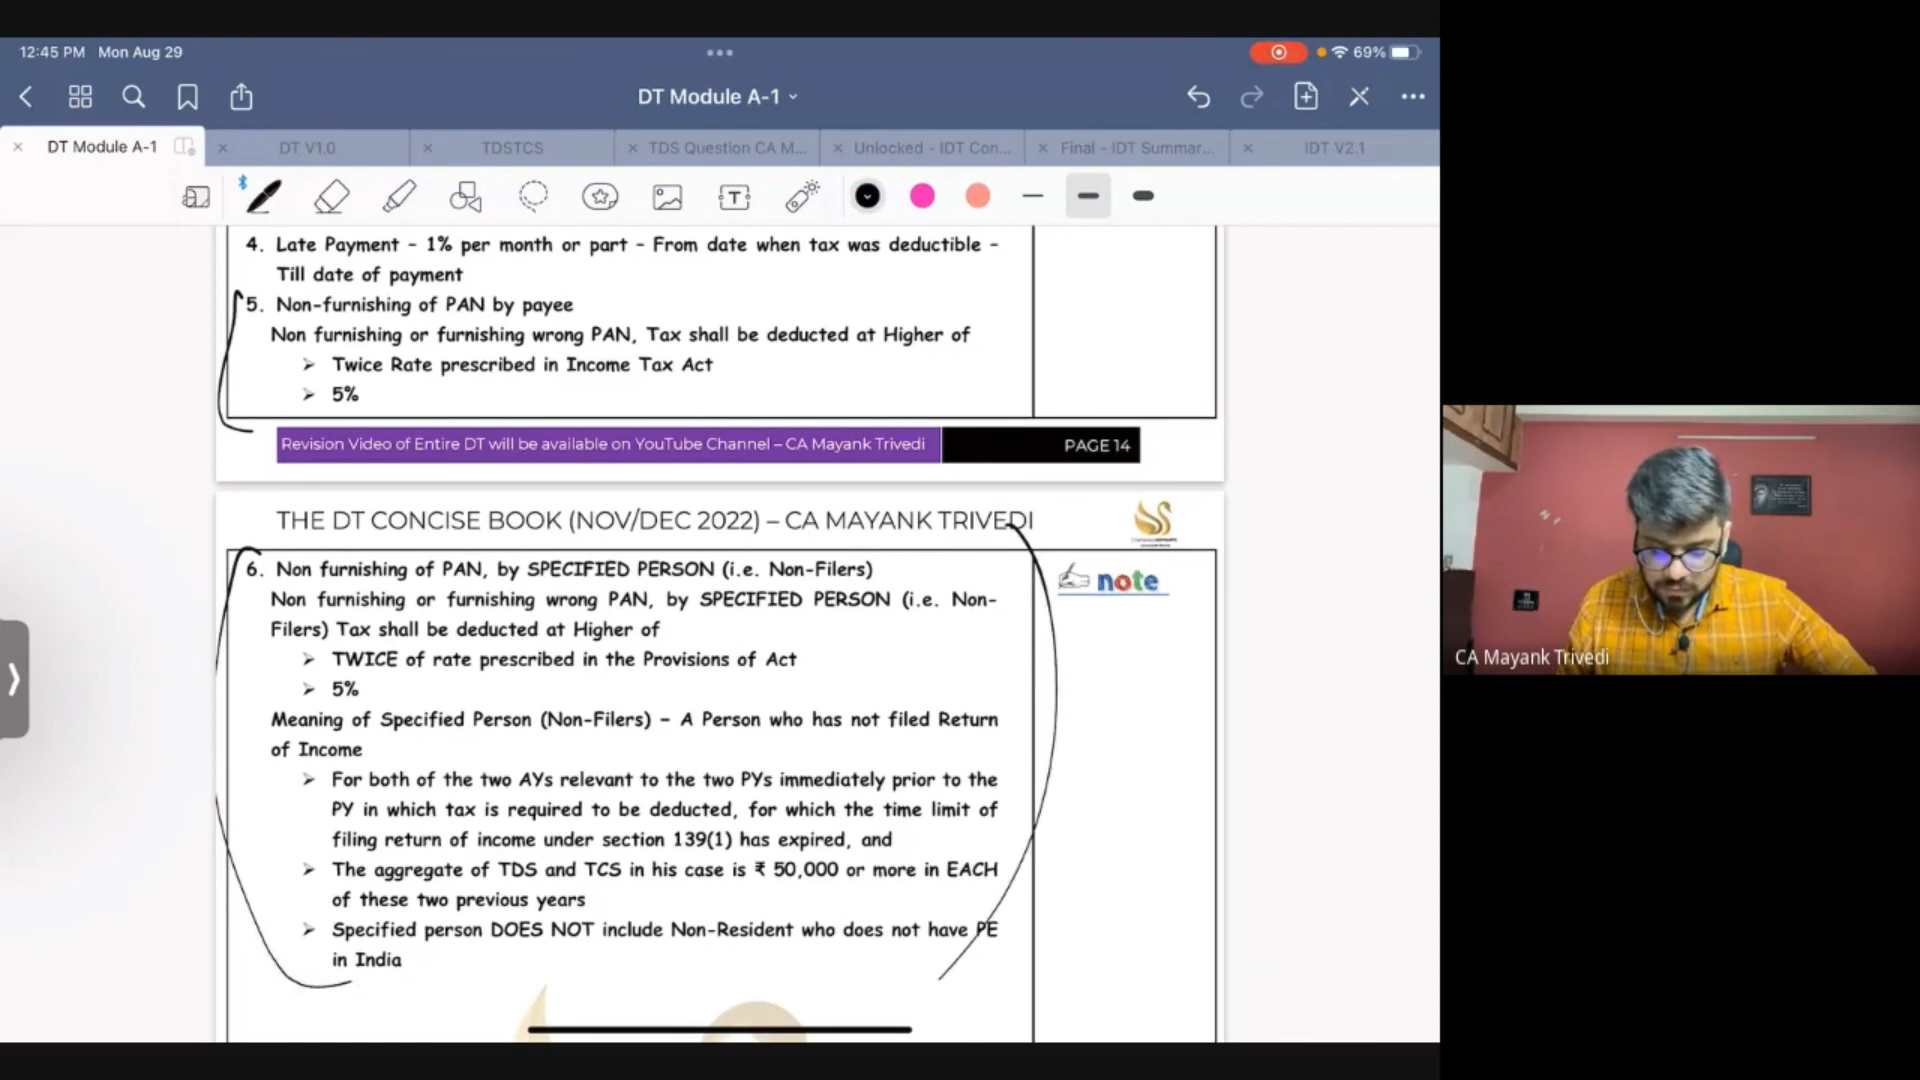 12:45 PM Mon Aug 29
69%
DT Module A-1
DT Module A-1
DT V1.0
TDSTCS
TDS Question CA M...
Unlocked - IDT Con...
Final - IDT Summar...
IDT V2.1
4. Late Payment - 1% per month or part - From date when tax was deductible -
Till date of payment
5. Non-furnishing of PAN by payee
Non furnishing or furnishing wrong PAN, Tax shall be deducted at Higher of
➢ Twice Rate prescribed in Income Tax Act
➢ 5%
Revision Video of Entire DT will be available on YouTube Channel – CA Mayank Trivedi
PAGE 14
THE DT CONCISE BOOK (NOV/DEC 2022) – CA MAYANK TRIVEDI
6. Non furnishing of PAN, by SPECIFIED PERSON (i.e. Non-Filers)
Non furnishing or furnishing wrong PAN, by SPECIFIED PERSON (i.e. Non-
Filers) Tax shall be deducted at Higher of
➢ TWICE of rate prescribed in the Provisions of Act
➢ 5%
Meaning of Specified Person (Non-Filers) – A Person who has not filed Return
of Income
➢ For both of the two AYs relevant to the two PYs immediately prior to the
PY in which tax is required to be deducted, for which the time limit of
filing return of income under section 139(1) has expired, and
➢ The aggregate of TDS and TCS in his case is ₹ 50,000 or more in EACH
of these two previous years
➢ Specified person DOES NOT include Non-Resident who does not have PE
in India
note
CA Mayank Trivedi